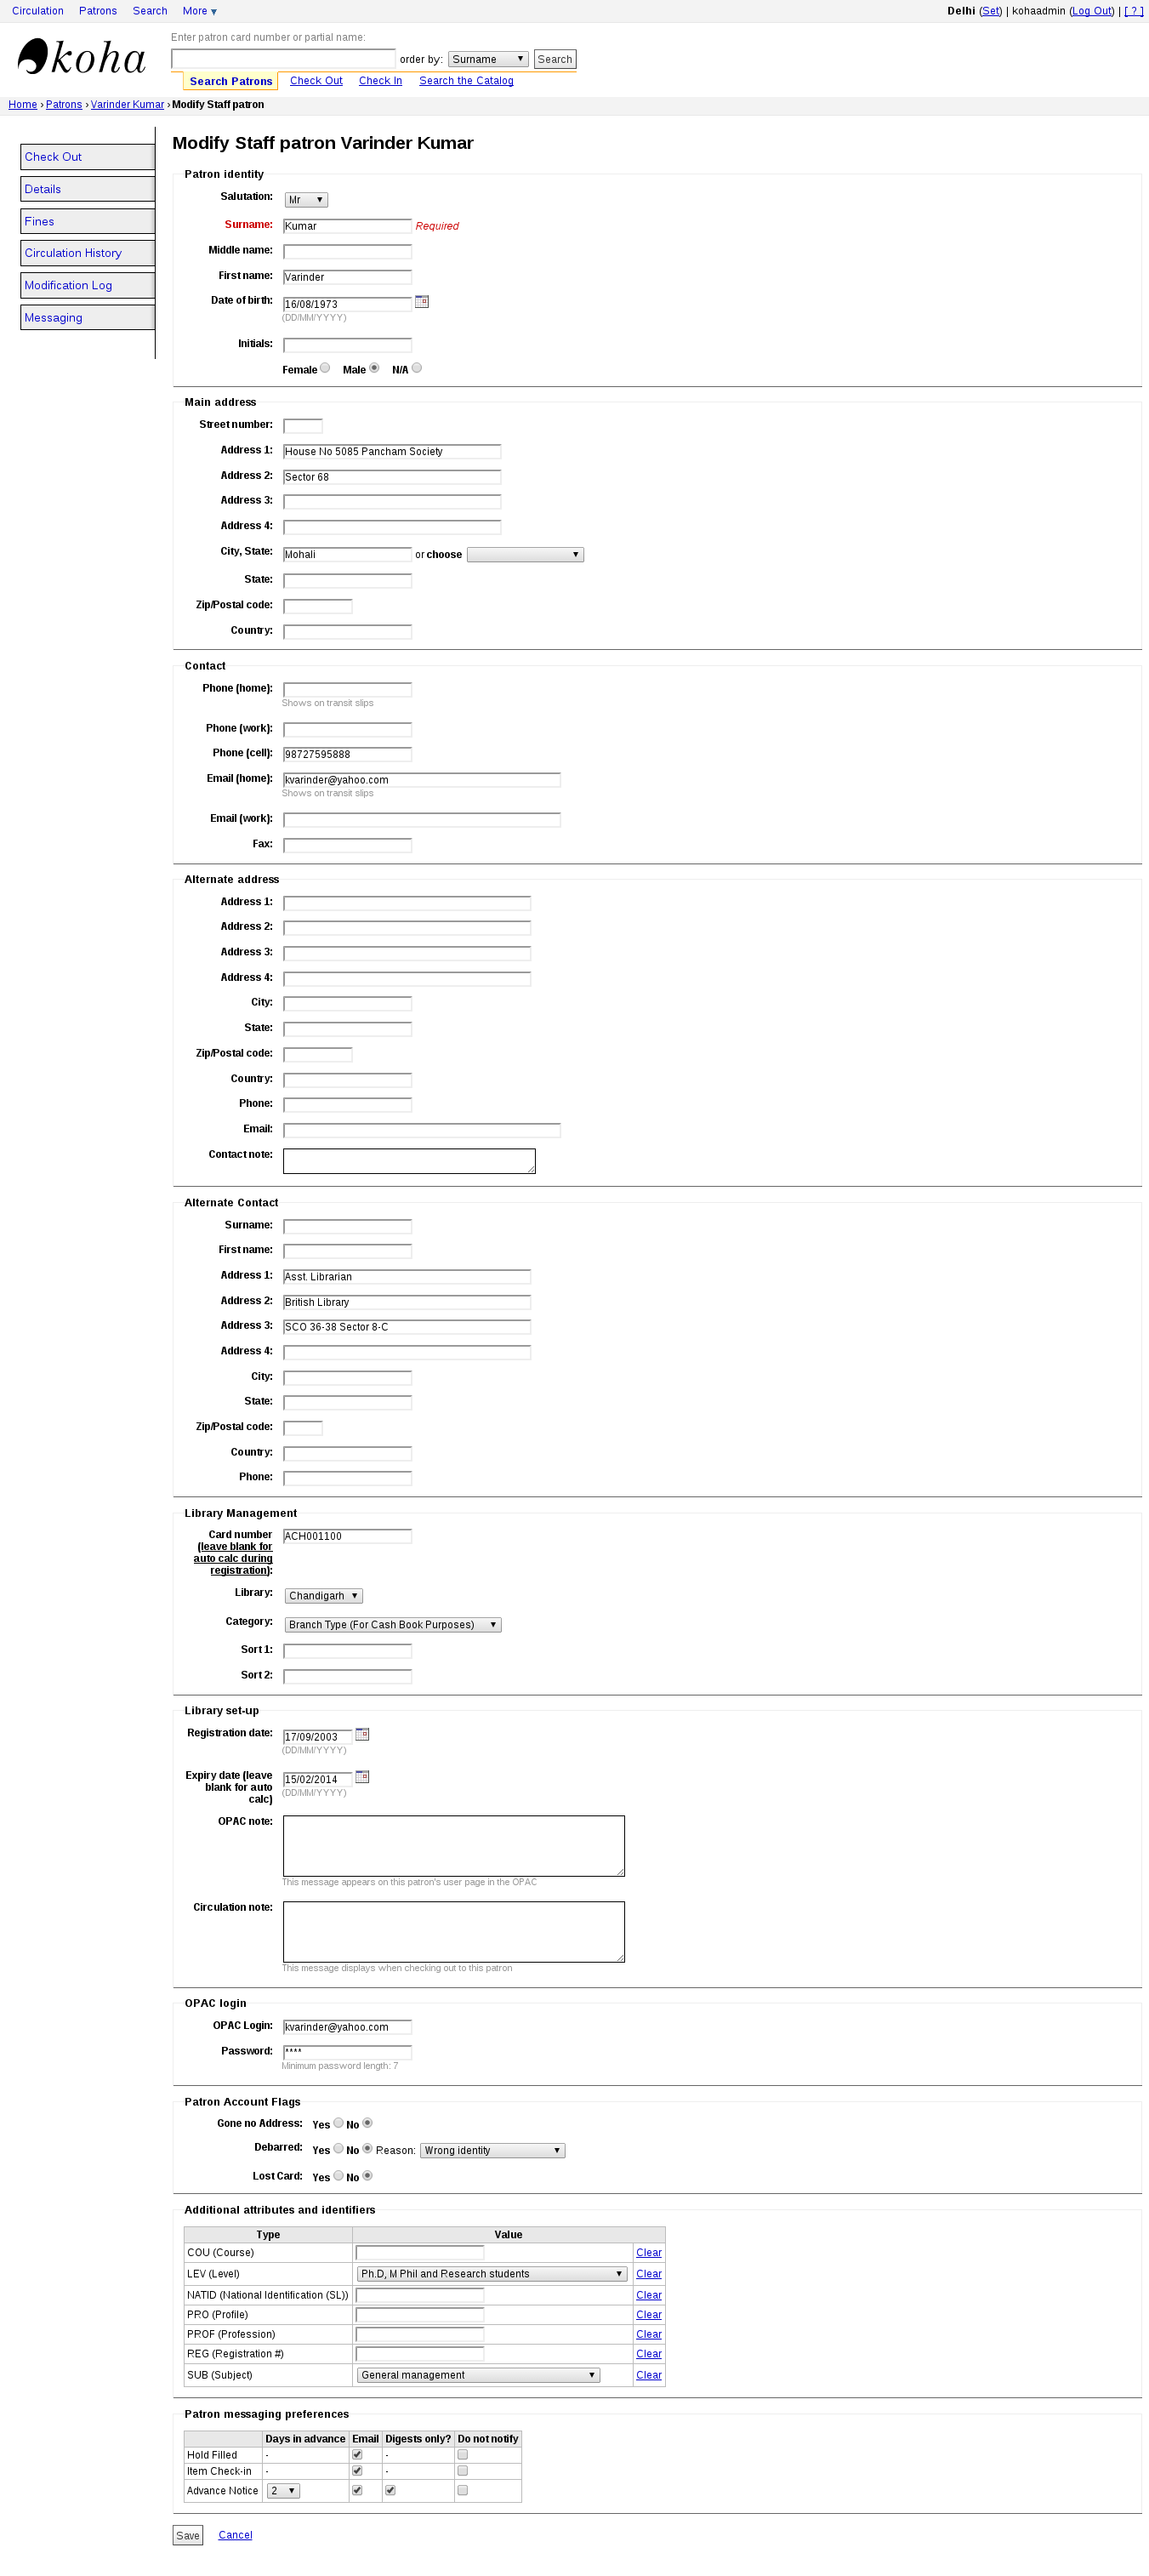 Circulation Patrons Search More ▼ Delhi (Set) | kohaadmin (Log Out) | [ ? ]
koha
Enter patron card number or partial name:
order by: Surname Search
Search Patrons Check Out Check In Search the Catalog
Home › Patrons › Varinder Kumar › Modify Staff patron
Check Out
Details
Fines
Circulation History
Modification Log
Messaging
Modify Staff patron Varinder Kumar
Patron identity
Salutation: Mr
Surname: Kumar Required
Middle name:
First name: Varinder
Date of birth: 16/08/1973
(DD/MM/YYYY)
Initials:
Female Male N/A
Main address
Street number:
Address 1: House No 5085 Pancham Society
Address 2: Sector 68
Address 3:
Address 4:
City, State: Mohali or choose
State:
Zip/Postal code:
Country:
Contact
Phone (home):
Shows on transit slips
Phone (work):
Phone (cell): 98727595888
Email (home): kvarinder@yahoo.com
Shows on transit slips
Email (work):
Fax:
Alternate address
Address 1:
Address 2:
Address 3:
Address 4:
City:
State:
Zip/Postal code:
Country:
Phone:
Email:
Contact note:
Alternate Contact
Surname:
First name:
Address 1: Asst. Librarian
Address 2: British Library
Address 3: SCO 36-38 Sector 8-C
Address 4:
City:
State:
Zip/Postal code:
Country:
Phone:
Library Management
Card number ACH001100
(leave blank for
auto calc during
registration):
Library: Chandigarh
Category: Branch Type (For Cash Book Purposes)
Sort 1:
Sort 2:
Library set-up
Registration date: 17/09/2003
(DD/MM/YYYY)
Expiry date (leave 15/02/2014
blank for auto (DD/MM/YYYY)
calc)
OPAC note:
This message appears on this patron's user page in the OPAC
Circulation note:
This message displays when checking out to this patron
OPAC login
OPAC Login: kvarinder@yahoo.com
Password: ****
Minimum password length: 7
Patron Account Flags
Gone no Address: Yes No
Debarred: Yes No Reason: Wrong identity
Lost Card: Yes No
Additional attributes and identifiers
Type Value
COU (Course) Clear
LEV (Level) Ph.D, M Phil and Research students Clear
NATID (National Identification (SL)) Clear
PRO (Profile) Clear
PROF (Profession) Clear
REG (Registration #) Clear
SUB (Subject) General management Clear
Patron messaging preferences
Days in advance Email Digests only? Do not notify
Hold Filled - -
Item Check-in - -
Advance Notice 2
Save Cancel